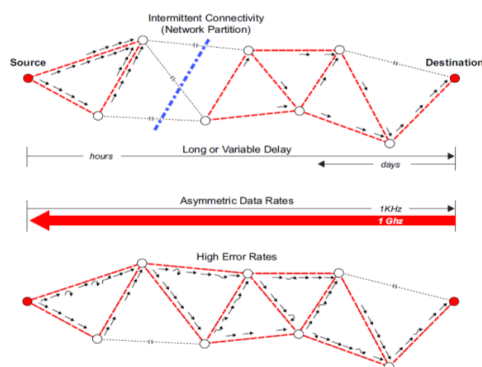 Intermittent Connectivity
(Network Partition)
Source
Destination
hours
Long or Variable Delay
days
Asymmetric Data Rates
1KHz
1 Ghz
High Error Rates